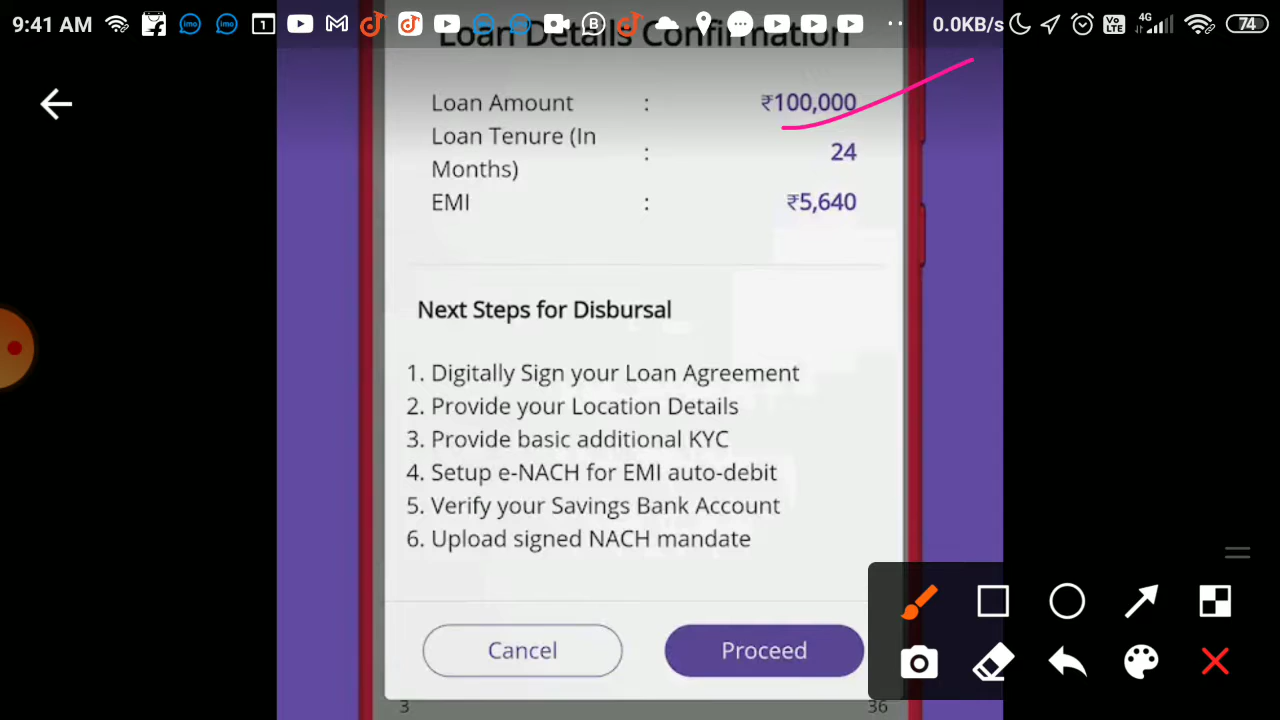 9:41 AM 0.0KB/s 4G 74
Loan Details Confirmation
Loan Amount : ₹100,000
Loan Tenure (In Months) : 24
EMI : ₹5,640
Next Steps for Disbursal
1. Digitally Sign your Loan Agreement
2. Provide your Location Details
3. Provide basic additional KYC
4. Setup e-NACH for EMI auto-debit
5. Verify your Savings Bank Account
6. Upload signed NACH mandate
Cancel Proceed
3 36